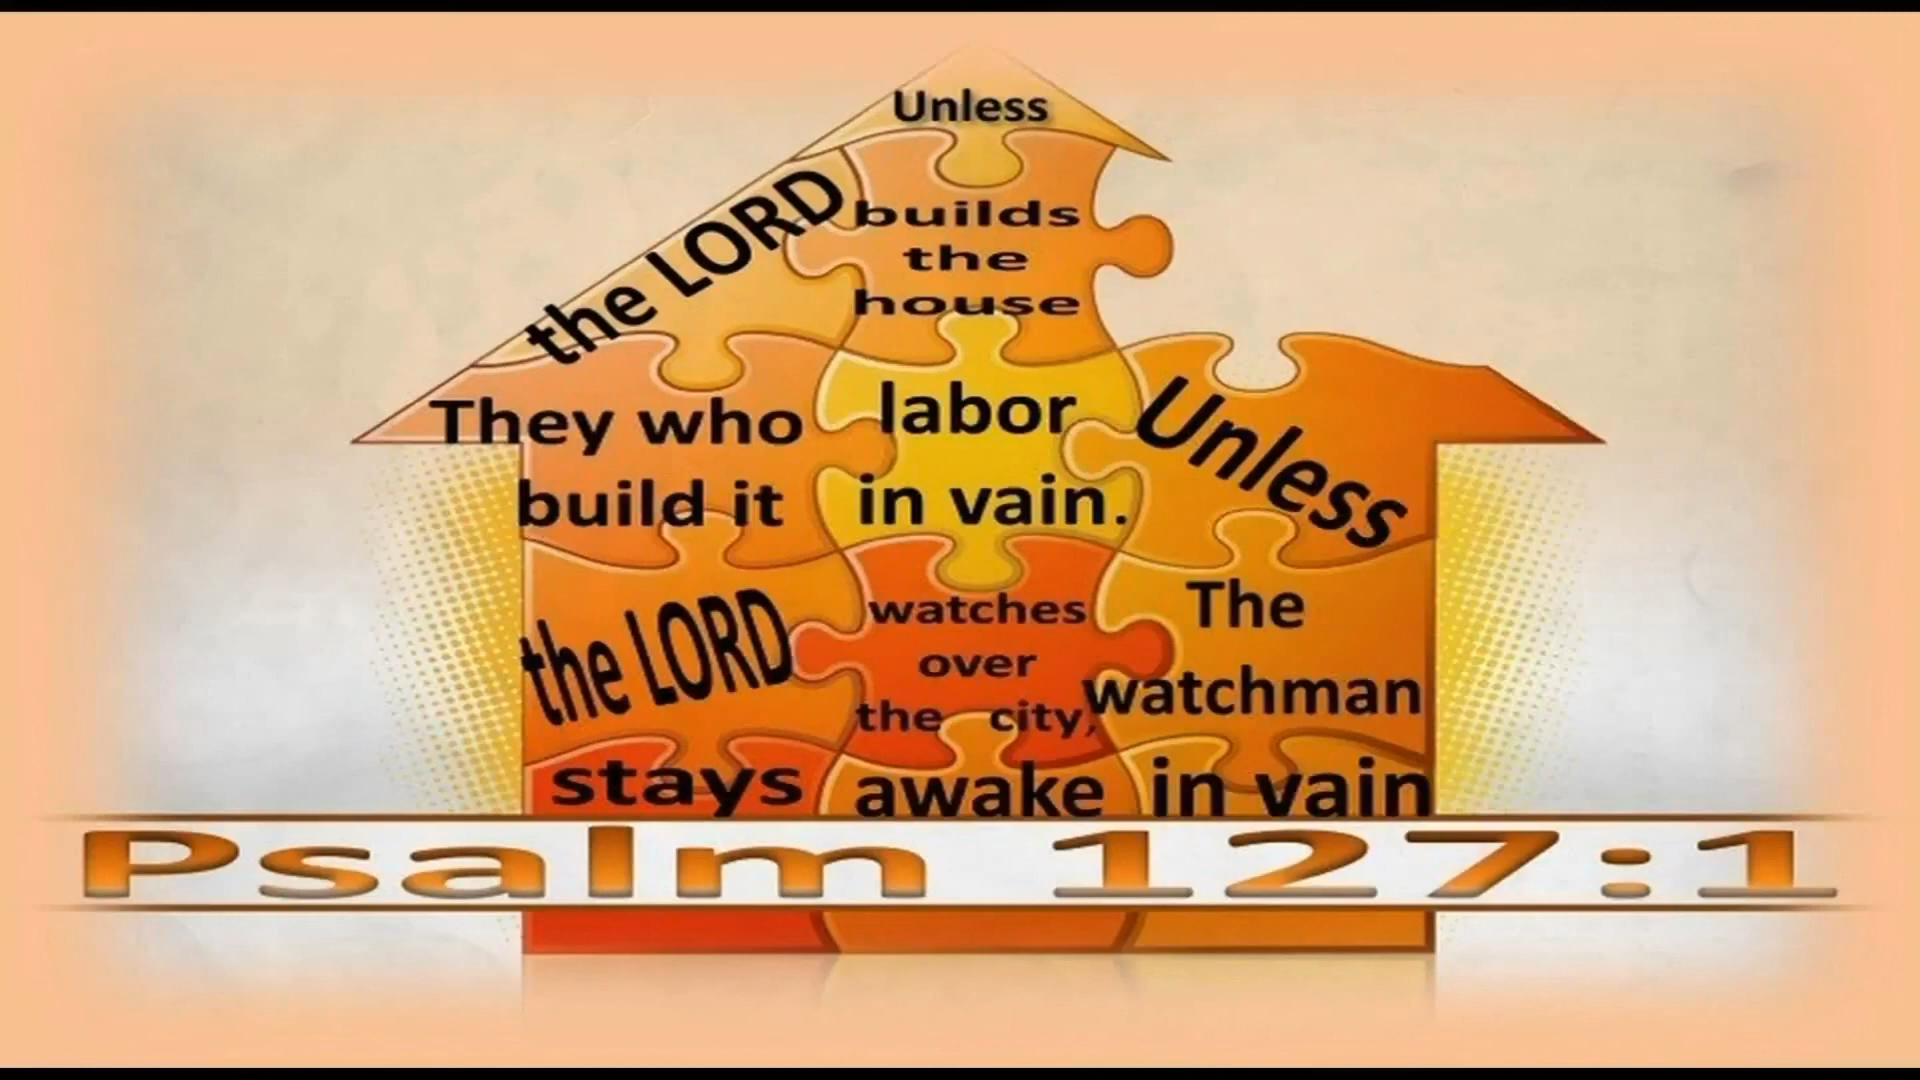 Unless
the LORD
builds
the
house
They who
build it
labor
in vain.
Unless
the LORD
watches
over
the city,
The
watchman
stays
awake
in vain
Psalm 127:1